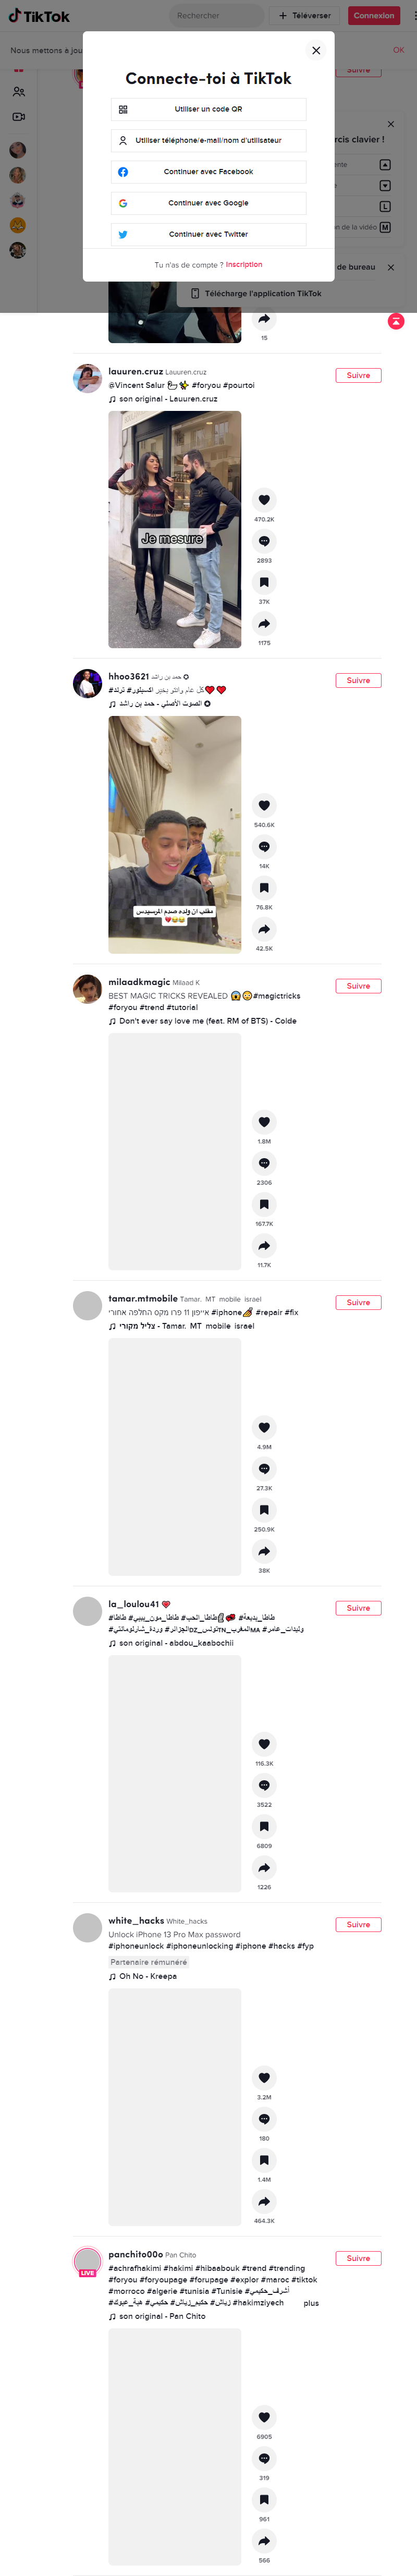 TikTok
Rechercher
Téléverser
Connexion
Nous mettons à jou
OK
Connecte-toi à TikTok
Utiliser un code QR
Utiliser téléphone/e-mail/nom d'utilisateur
Continuer avec Facebook
Continuer avec Google
Continuer avec Twitter
Tu n'as de compte ? Inscription
Suivre
rcis clavier !
ente
L
on de la vidéo M
de bureau
Télécharge l'application TikTok
15
lauuren.cruz Lauuren.cruz
Suivre
@Vincent Salur 🦢🧚 #foryou #pourtoi
♫ son original - Lauuren.cruz
Je mesure
470.2K
2893
37K
1175
hhoo3621 حمد بن راشد ✪
Suivre
كل عام وانتو بخير #اكسبلور #ترند❤️❤️
♫ الصوت الأصلي - حمد بن راشد ✪
مقلب ان ولده صدم المرسيدس
❤️😂😂
540.6K
14K
76.8K
42.5K
milaadkmagic Milaad K
Suivre
BEST MAGIC TRICKS REVEALED 😱😳#magictricks
#foryou #trend #tutorial
♫ Don't ever say love me (feat. RM of BTS) - Colde
1.8M
2306
167.7K
11.7K
tamar.mtmobile Tamar. MT mobile israel
Suivre
אייפון 11 פרו מקס החלפה אחורי #iphone💅 #repair #fix
♫ צליל מקורי - Tamar. MT mobile israel
4.9M
27.3K
250.9K
38K
la_loulou41
Suivre
#طاطا #طاطا_مون_بيبي #طاطا_الحب #طاطا_بديعة
#وردة_شارلومانتي #الجزائرDZ_تونسTN_المغربMA #وليدات_عامر
♫ son original - abdou_kaabochii
116.3K
3522
6809
1226
white_hacks White_hacks
Suivre
Unlock iPhone 13 Pro Max password
#iphoneunlock #iphoneunlocking #iphone #hacks #fyp
Partenaire rémunéré
♫ Oh No - Kreepa
3.2M
180
1.4M
464.3K
panchito00o Pan Chito
Suivre
LIVE
#achrafhakimi #hakimi #hibaabouk #trend #trending
#foryou #foryoupage #forupage #explor #maroc #tiktok
#morroco #algerie #tunisia #Tunisie #أشرف_حكيمي
#هبة_عبوك #حكيمي #حكيم_زياش #زياش #hakimziyech plus
♫ son original - Pan Chito
6905
319
961
566